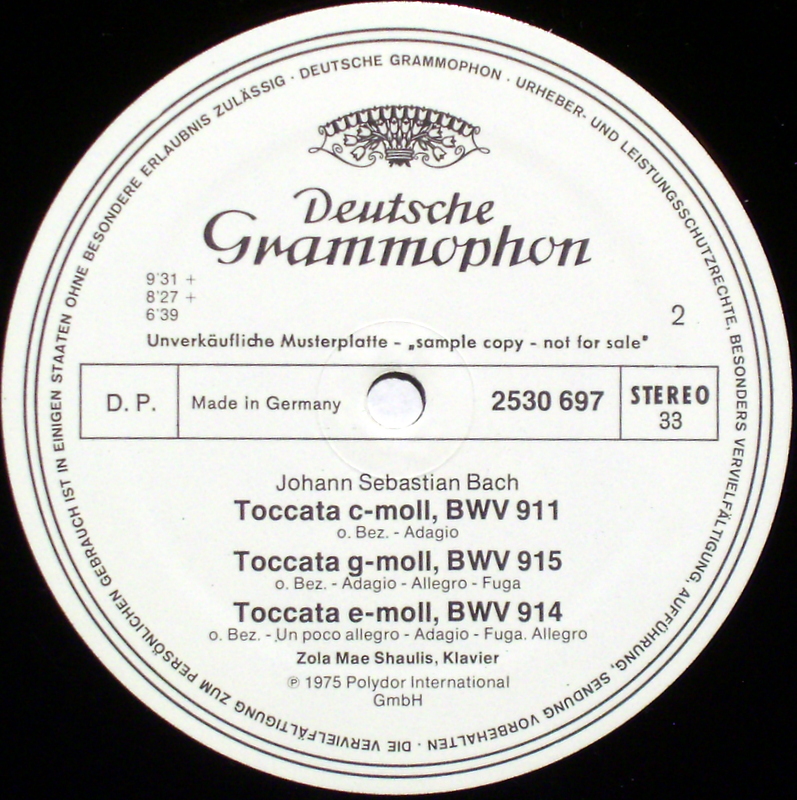 DEUTSCHE GRAMMOPHON · URHEBER- UND LEISTUNGSSCHUTZRECHTE, BESONDERS VERVIELFÄLTIGUNG, AUFFÜHRUNG, SENDUNG VORBEHALTEN · DIE VERVIELFÄLTIGUNG ZUM PERSÖNLICHEN GEBRAUCH IST IN EINIGEN STAATEN OHNE BESONDERE ERLAUBNIS ZULÄSSIG ·
Deutsche
Grammophon
9'31 +
8'27 +
6'39
2
Unverkäufliche Musterplatte - „sample copy - not for sale"
D. P.
Made in Germany
2530 697
STEREO
33
Johann Sebastian Bach
Toccata c-moll, BWV 911
o. Bez. - Adagio
Toccata g-moll, BWV 915
o. Bez. - Adagio - Allegro - Fuga
Toccata e-moll, BWV 914
o. Bez. - Un poco allegro - Adagio - Fuga. Allegro
Zola Mae Shaulis, Klavier
℗ 1975 Polydor International
GmbH